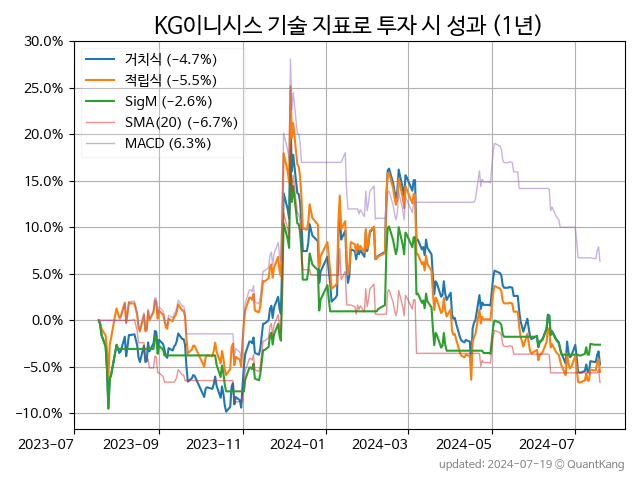 KG이니시스 기술 지표로 투자 시 성과 (1년)
30.0%
25.0%
20.0%
15.0%
10.0%
5.0%
0.0%
−5.0%
−10.0%
거치식 (−4.7%)
적립식 (−5.5%)
SigM (−2.6%)
SMA(20) (−6.7%)
MACD (6.3%)
2023-07 2023-09 2023-11 2024-01 2024-03 2024-05 2024-07
updated: 2024-07-19 © QuantKang